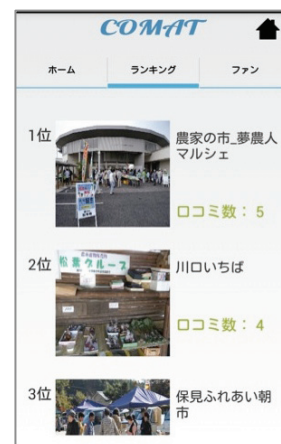 COMAT
ホーム ランキング ファン
1位
農家の市_夢農人
マルシェ
口コミ数： 5
2位
川口いちば
口コミ数： 4
3位
保見ふれあい朝
市